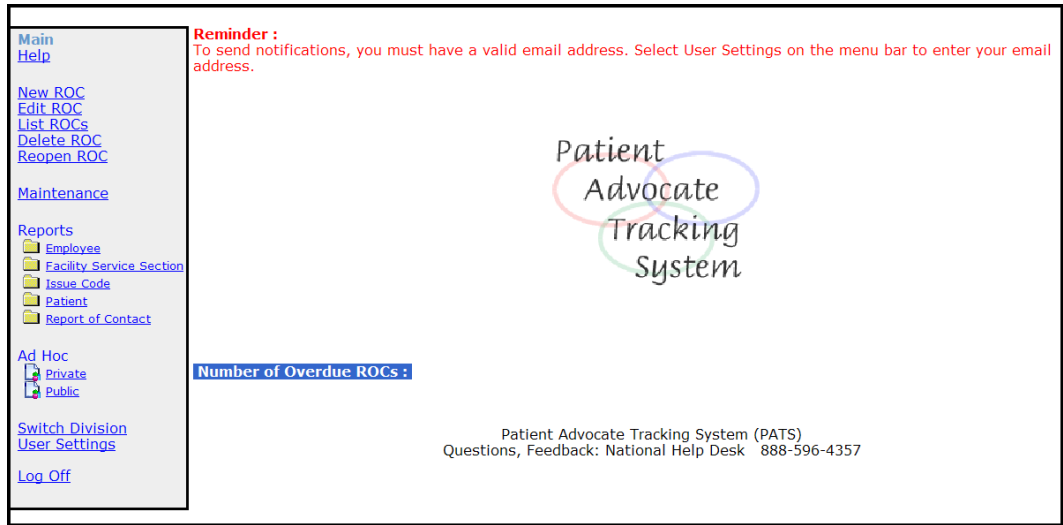 Main
Help
New ROC
Edit ROC
List ROCs
Delete ROC
Reopen ROC
Maintenance
Reports
Employee
Facility Service Section
Issue Code
Patient
Report of Contact
Ad Hoc
Private
Public
Switch Division
User Settings
Log Off
Reminder :
To send notifications, you must have a valid email address. Select User Settings on the menu bar to enter your email
address.
Patient
Advocate
Tracking
System
Number of Overdue ROCs :
Patient Advocate Tracking System (PATS)
Questions, Feedback: National Help Desk 888-596-4357